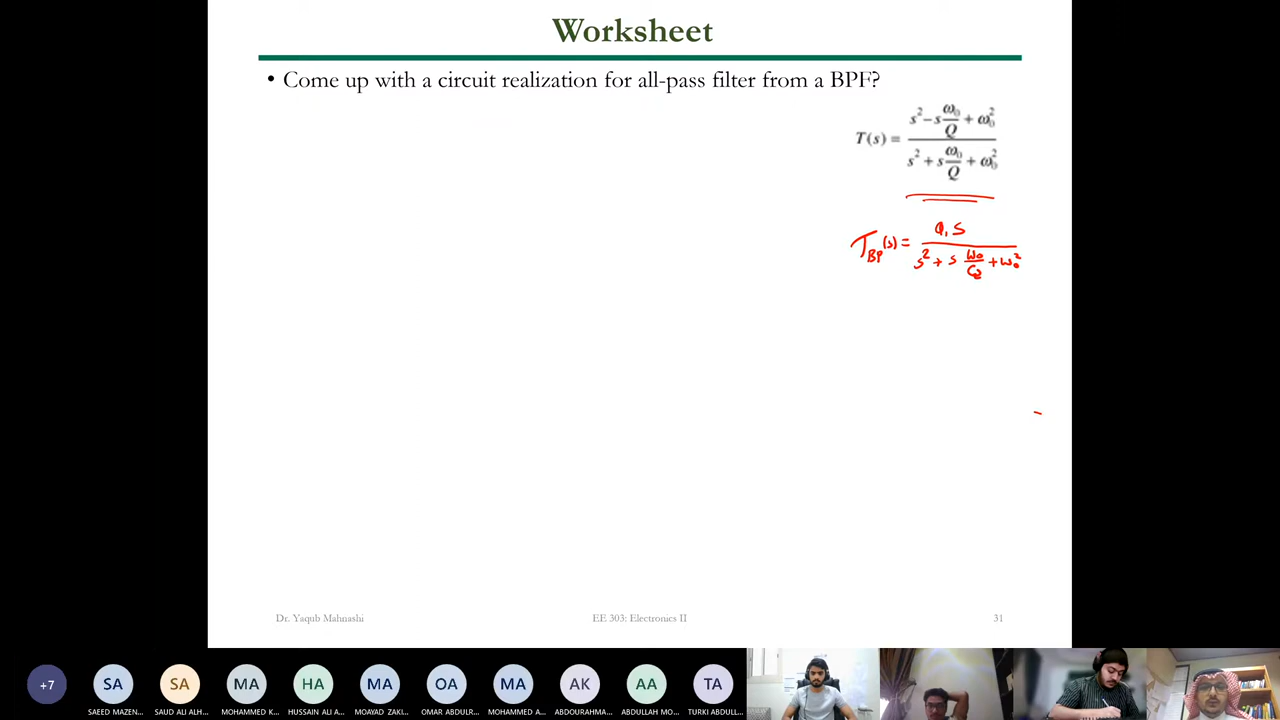 Worksheet
• Come up with a circuit realization for all-pass filter from a BPF?
T(s) = (s² − s ω₀/Q + ω₀²) / (s² + s ω₀/Q + ω₀²)
T_BP(s) = a₁ s / (s² + s ω₀/Q + ω₀²)
Dr. Yaqub Mahnashi EE 303: Electronics II 31
+7 SA SA MA HA MA OA MA AK AA TA
SAEED MAZEN... SAUD ALI ALH... MOHAMMED K... HUSSAIN ALI A... MOAYAD ZAKI... OMAR ABDULR... MOHAMMED A... ABDOURAHMA... ABDULLAH MO... TURKI ABDULL...